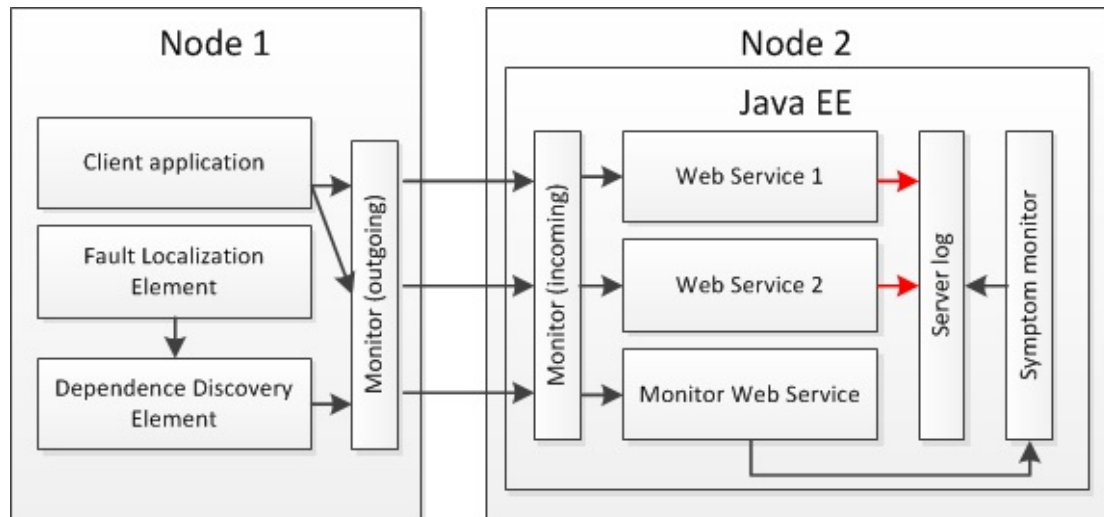 Node 1
Client application
Fault Localization
Element
Dependence Discovery
Element
Monitor (outgoing)
Node 2
Java EE
Monitor (incoming)
Web Service 1
Web Service 2
Monitor Web Service
Server log
Symptom monitor